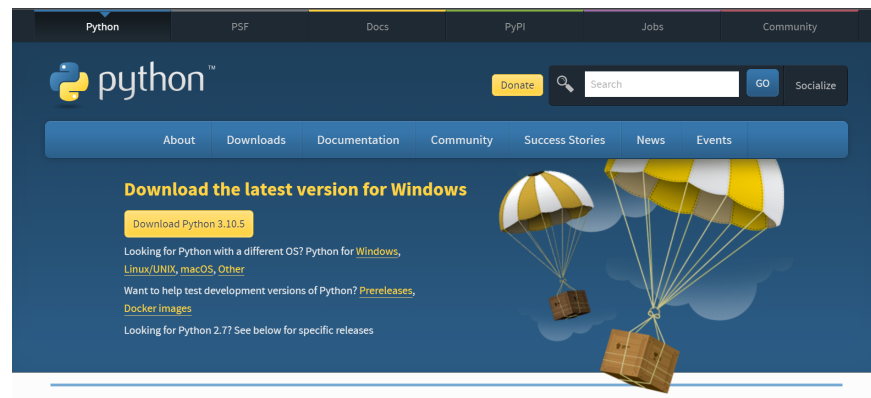 Python PSF Docs PyPI Jobs Community
python™
Donate Search GO Socialize
About Downloads Documentation Community Success Stories News Events
Download the latest version for Windows
Download Python 3.10.5
Looking for Python with a different OS? Python for Windows,
Linux/UNIX, macOS, Other
Want to help test development versions of Python? Prereleases,
Docker images
Looking for Python 2.7? See below for specific releases